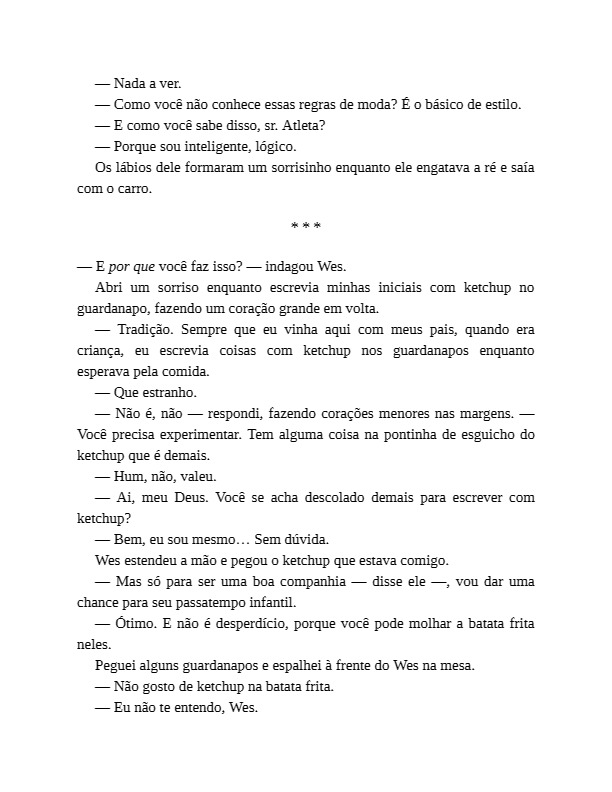 — Nada a ver.
— Como você não conhece essas regras de moda? É o básico de estilo.
— E como você sabe disso, sr. Atleta?
— Porque sou inteligente, lógico.
Os lábios dele formaram um sorrisinho enquanto ele engatava a ré e saía
com o carro.
* * *
— E por que você faz isso? — indagou Wes.
Abri um sorriso enquanto escrevia minhas iniciais com ketchup no
guardanapo, fazendo um coração grande em volta.
— Tradição. Sempre que eu vinha aqui com meus pais, quando era
criança, eu escrevia coisas com ketchup nos guardanapos enquanto
esperava pela comida.
— Que estranho.
— Não é, não — respondi, fazendo corações menores nas margens. —
Você precisa experimentar. Tem alguma coisa na pontinha de esguicho do
ketchup que é demais.
— Hum, não, valeu.
— Ai, meu Deus. Você se acha descolado demais para escrever com
ketchup?
— Bem, eu sou mesmo… Sem dúvida.
Wes estendeu a mão e pegou o ketchup que estava comigo.
— Mas só para ser uma boa companhia — disse ele —, vou dar uma
chance para seu passatempo infantil.
— Ótimo. E não é desperdício, porque você pode molhar a batata frita
neles.
Peguei alguns guardanapos e espalhei à frente do Wes na mesa.
— Não gosto de ketchup na batata frita.
— Eu não te entendo, Wes.